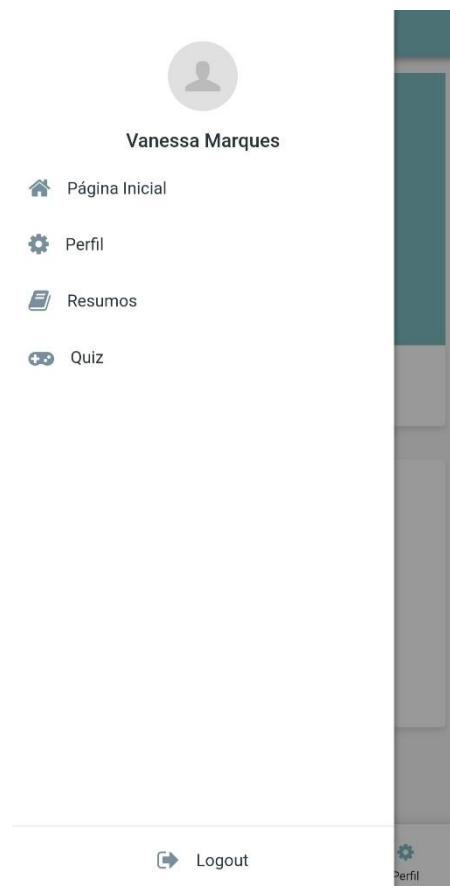 Vanessa Marques
Página Inicial
Perfil
Resumos
Quiz
Logout
Perfil